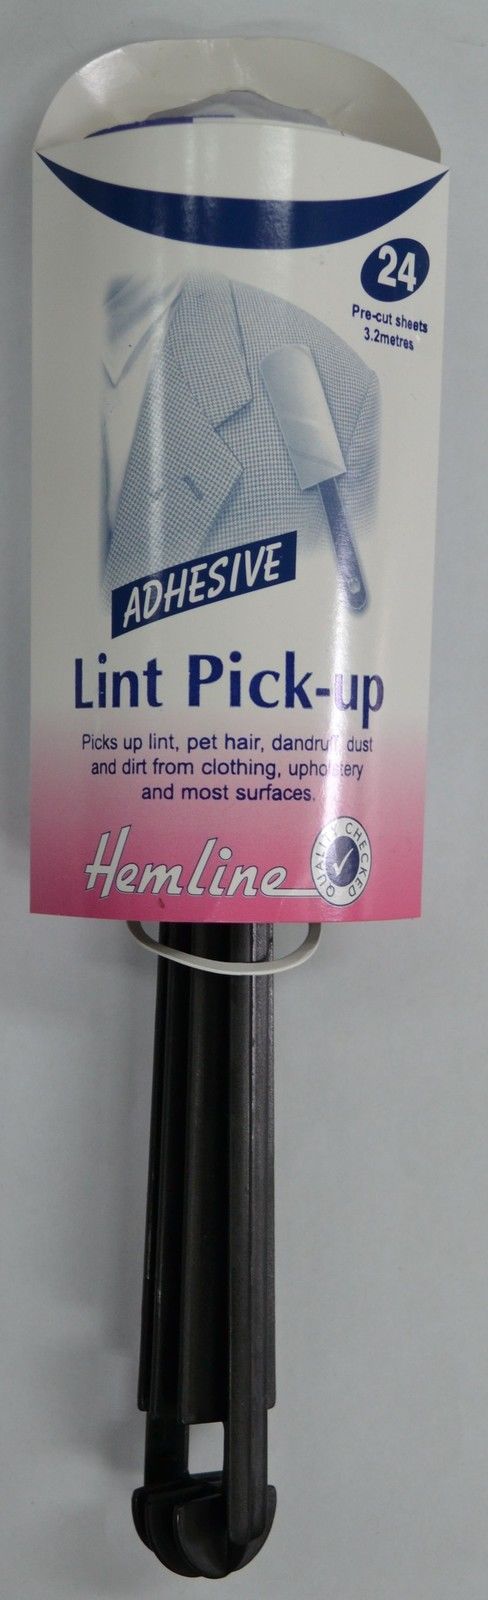 24
Pre-cut sheets
3.2metres
ADHESIVE
Lint Pick-up
Picks up lint, pet hair, dandruff, dust
and dirt from clothing, upholstery
and most surfaces.
Hemline
QUALITY CHECKED